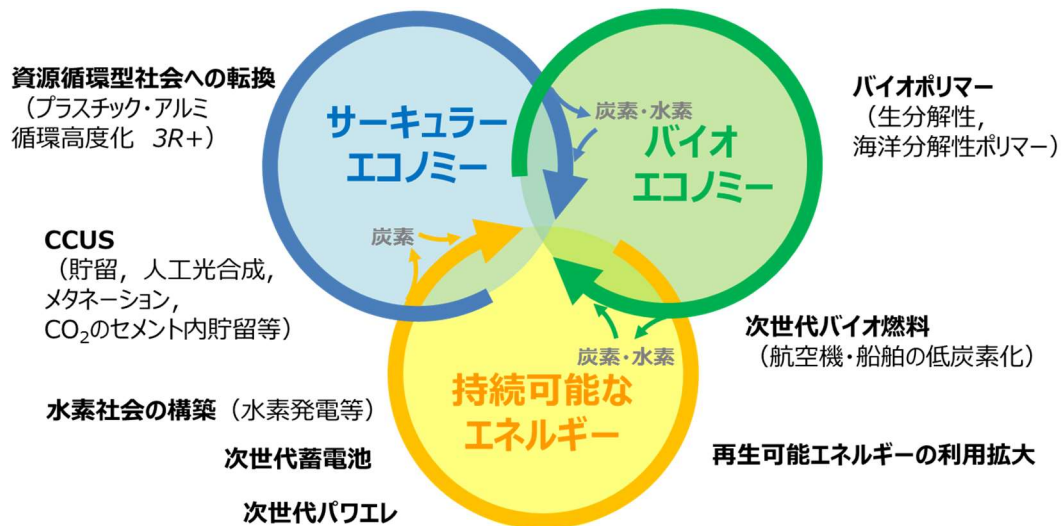 資源循環型社会への転換
(プラスチック・アルミ
循環高度化 3R+)
サーキュラー
エコノミー
炭素・水素
バイオ
エコノミー
バイオポリマー
(生分解性,
海洋分解性ポリマー)
CCUS
(貯留, 人工光合成,
メタネーション,
CO₂のセメント内貯留等)
炭素
炭素・水素
次世代バイオ燃料
(航空機・船舶の低炭素化)
持続可能な
エネルギー
水素社会の構築 (水素発電等)
次世代蓄電池
次世代パワエレ
再生可能エネルギーの利用拡大